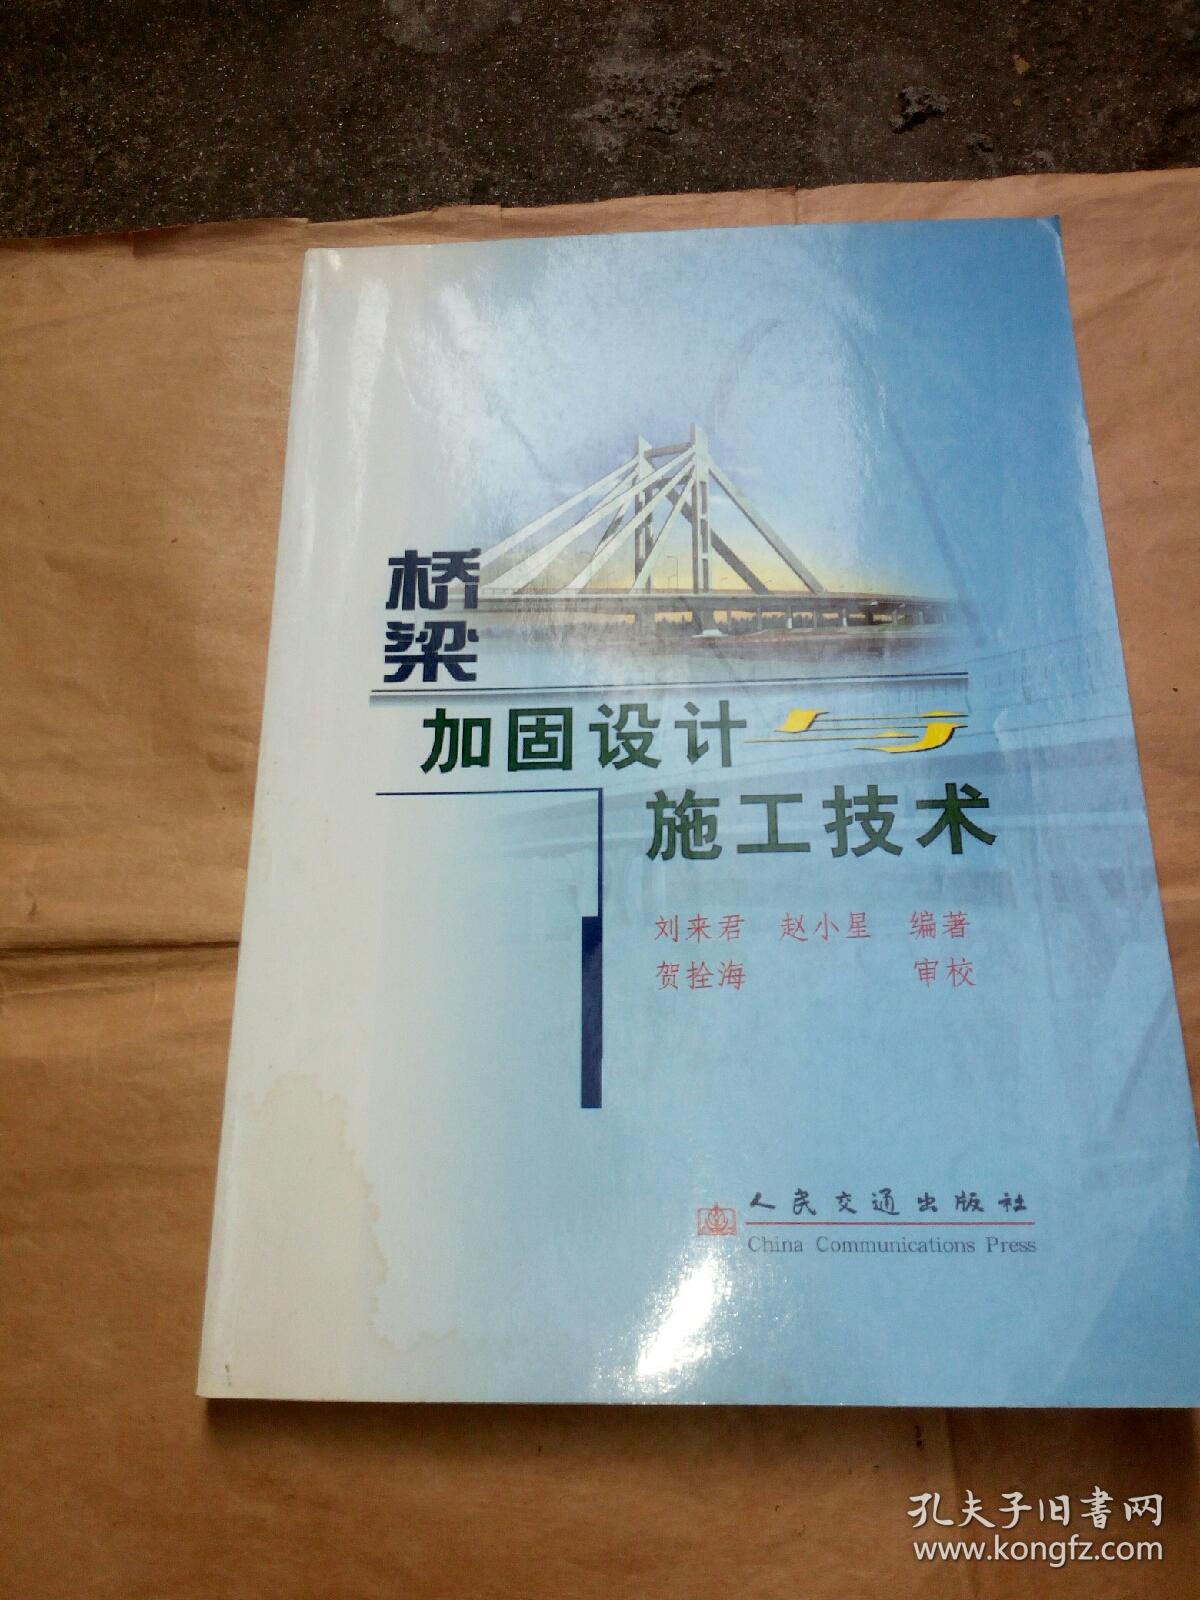 桥梁
加固设计与
施工技术
刘来君 赵小星 编著
贺拴海 审校
人民交通出版社
China Communications Press
孔夫子旧书网
www.kongfz.com